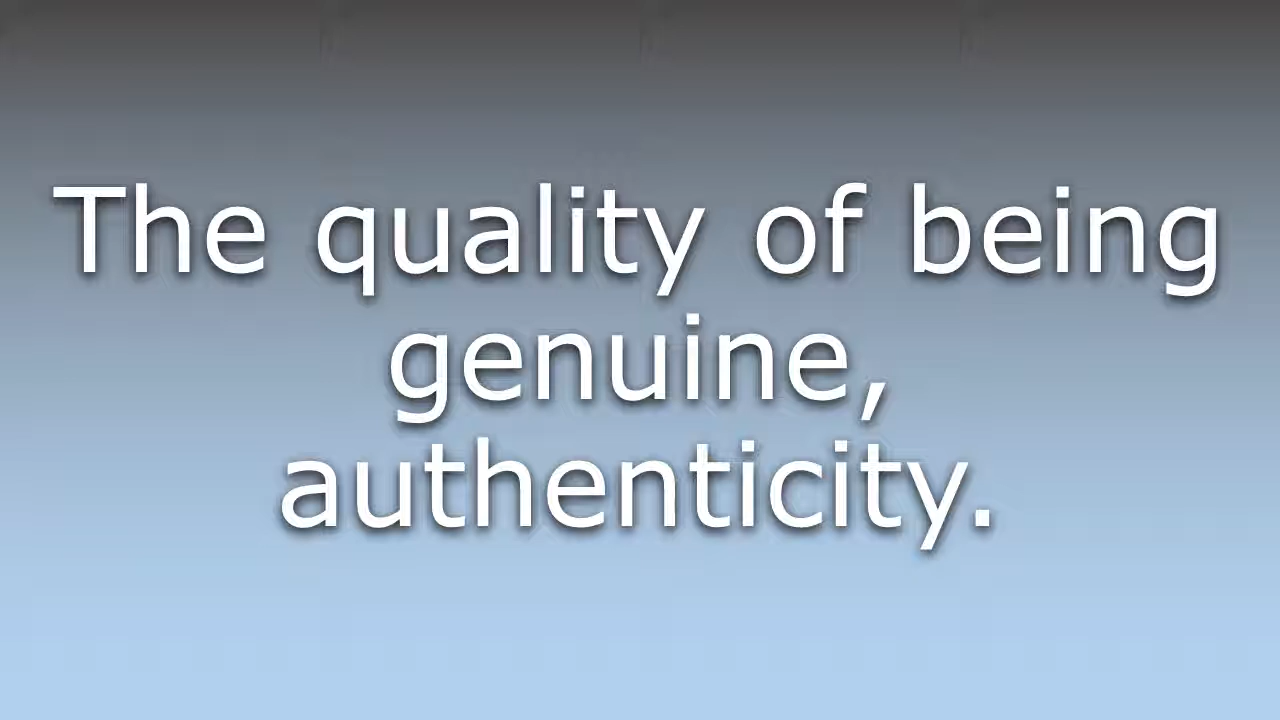 The quality of being
genuine,
authenticity.